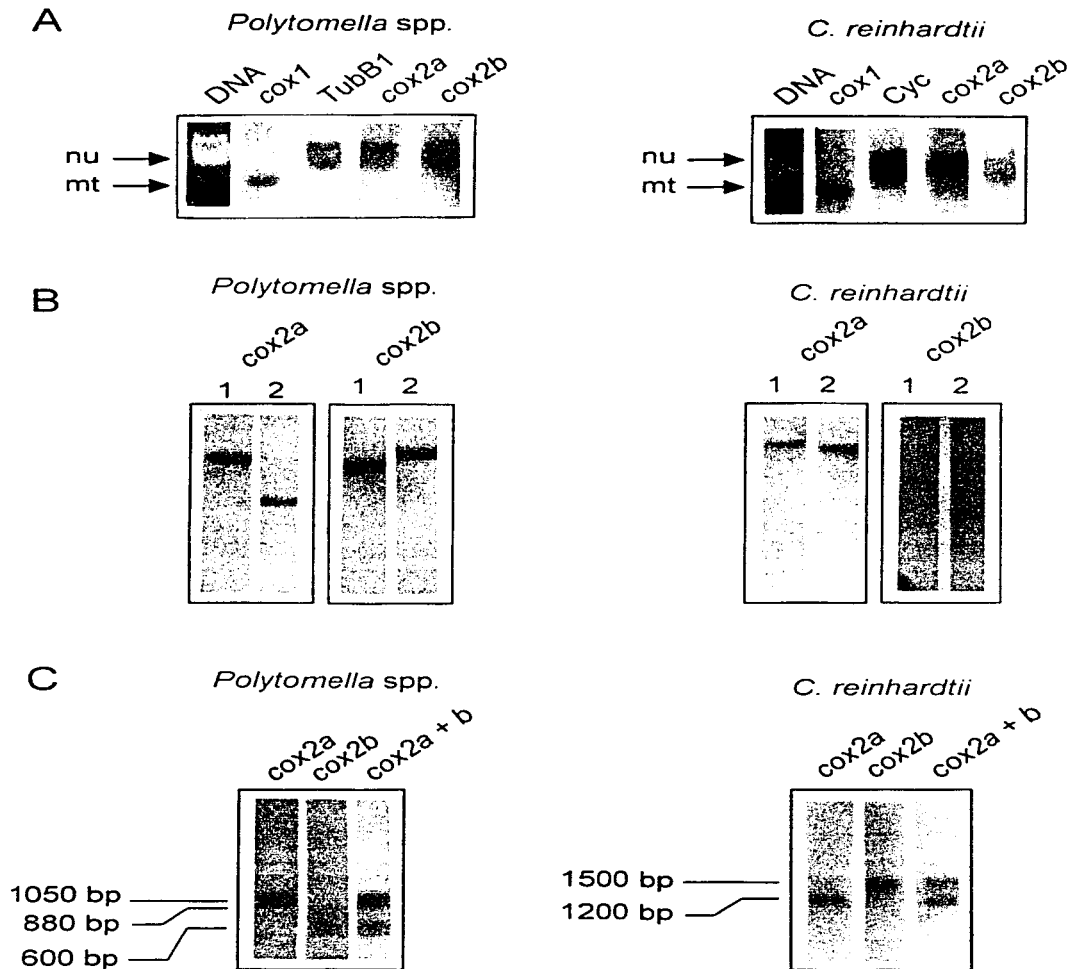 A
Polytomella spp.
C. reinhardtii
DNA cox1 TubB1 cox2a cox2b
DNA cox1 Cyc cox2a cox2b
nu
mt
nu
mt
B
Polytomella spp.
C. reinhardtii
cox2a cox2b
cox2a cox2b
1 2 1 2
1 2 1 2
C
Polytomella spp.
C. reinhardtii
cox2a cox2b cox2a + b
cox2a cox2b cox2a + b
1050 bp
880 bp
600 bp
1500 bp
1200 bp